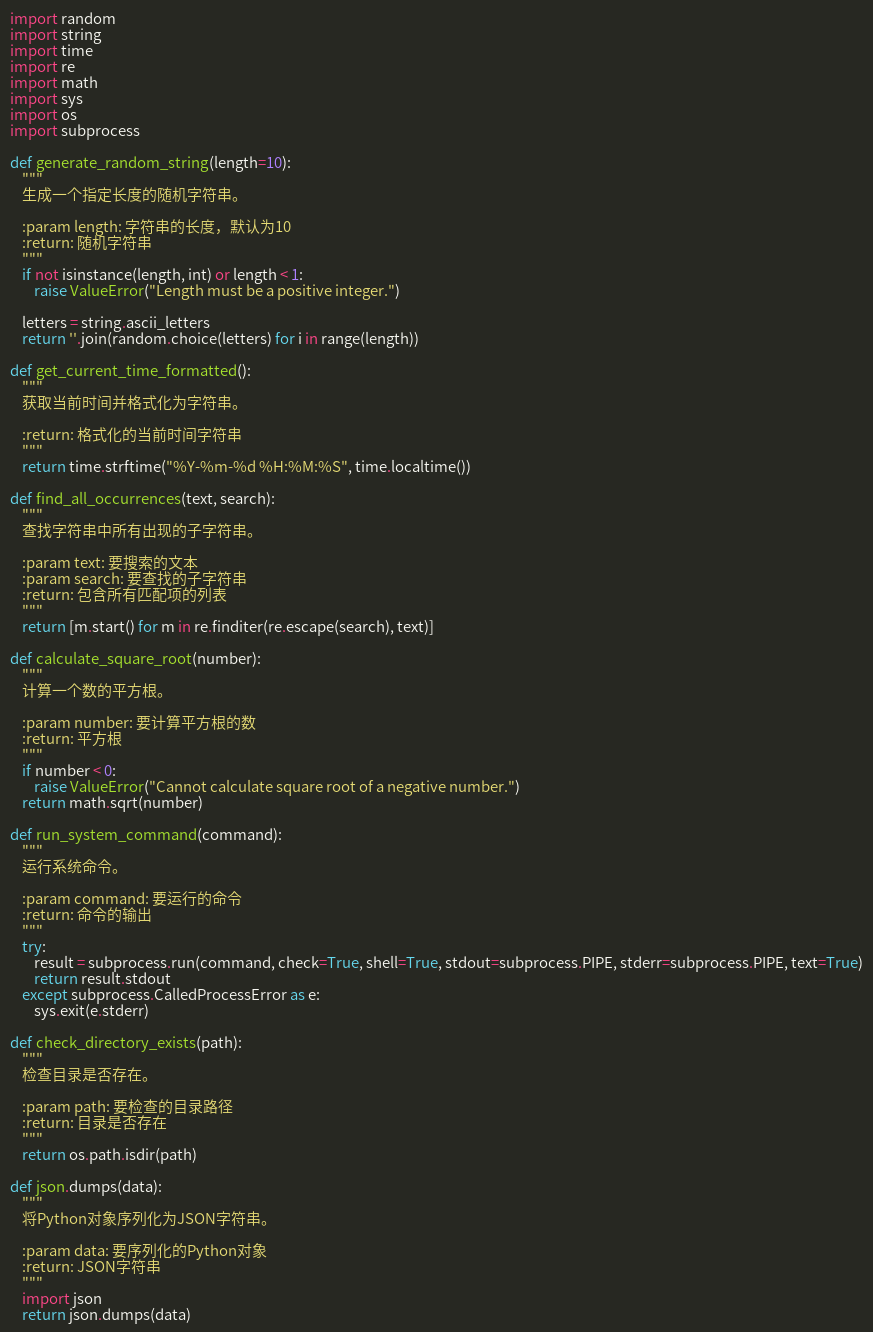 import random
import string
import time
import re
import math
import sys
import os
import subprocess

def generate_random_string(length=10):
    """
    生成一个指定长度的随机字符串。

    :param length: 字符串的长度，默认为10
    :return: 随机字符串
    """
    if not isinstance(length, int) or length < 1:
        raise ValueError("Length must be a positive integer.")

    letters = string.ascii_letters
    return ''.join(random.choice(letters) for i in range(length))

def get_current_time_formatted():
    """
    获取当前时间并格式化为字符串。

    :return: 格式化的当前时间字符串
    """
    return time.strftime("%Y-%m-%d %H:%M:%S", time.localtime())

def find_all_occurrences(text, search):
    """
    查找字符串中所有出现的子字符串。

    :param text: 要搜索的文本
    :param search: 要查找的子字符串
    :return: 包含所有匹配项的列表
    """
    return [m.start() for m in re.finditer(re.escape(search), text)]

def calculate_square_root(number):
    """
    计算一个数的平方根。

    :param number: 要计算平方根的数
    :return: 平方根
    """
    if number < 0:
        raise ValueError("Cannot calculate square root of a negative number.")
    return math.sqrt(number)

def run_system_command(command):
    """
    运行系统命令。

    :param command: 要运行的命令
    :return: 命令的输出
    """
    try:
        result = subprocess.run(command, check=True, shell=True, stdout=subprocess.PIPE, stderr=subprocess.PIPE, text=True)
        return result.stdout
    except subprocess.CalledProcessError as e:
        sys.exit(e.stderr)

def check_directory_exists(path):
    """
    检查目录是否存在。

    :param path: 要检查的目录路径
    :return: 目录是否存在
    """
    return os.path.isdir(path)

def json.dumps(data):
    """
    将Python对象序列化为JSON字符串。

    :param data: 要序列化的Python对象
    :return: JSON字符串
    """
    import json
    return json.dumps(data)